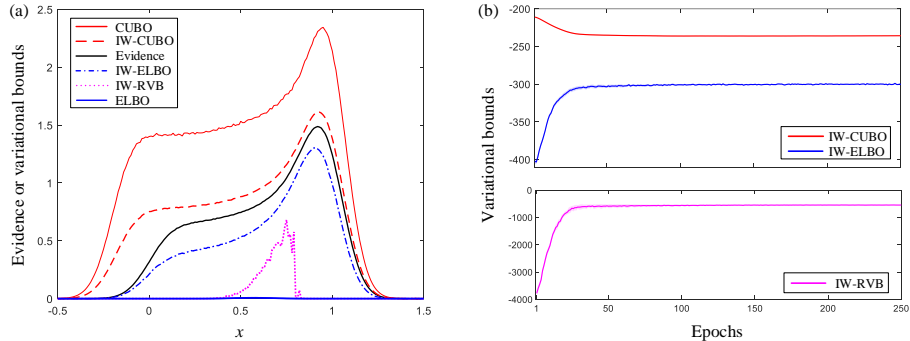 (a)
Evidence or variational bounds
2.5
2
1.5
1
0.5
0
CUBO
IW-CUBO
Evidence
IW-ELBO
IW-RVB
ELBO
-0.5
0
0.5
1
1.5
x
(b)
Variational bounds
-200
-250
-300
-350
-400
IW-CUBO
IW-ELBO
0
-1000
-2000
-3000
-4000
IW-RVB
1
50
100
150
200
250
Epochs